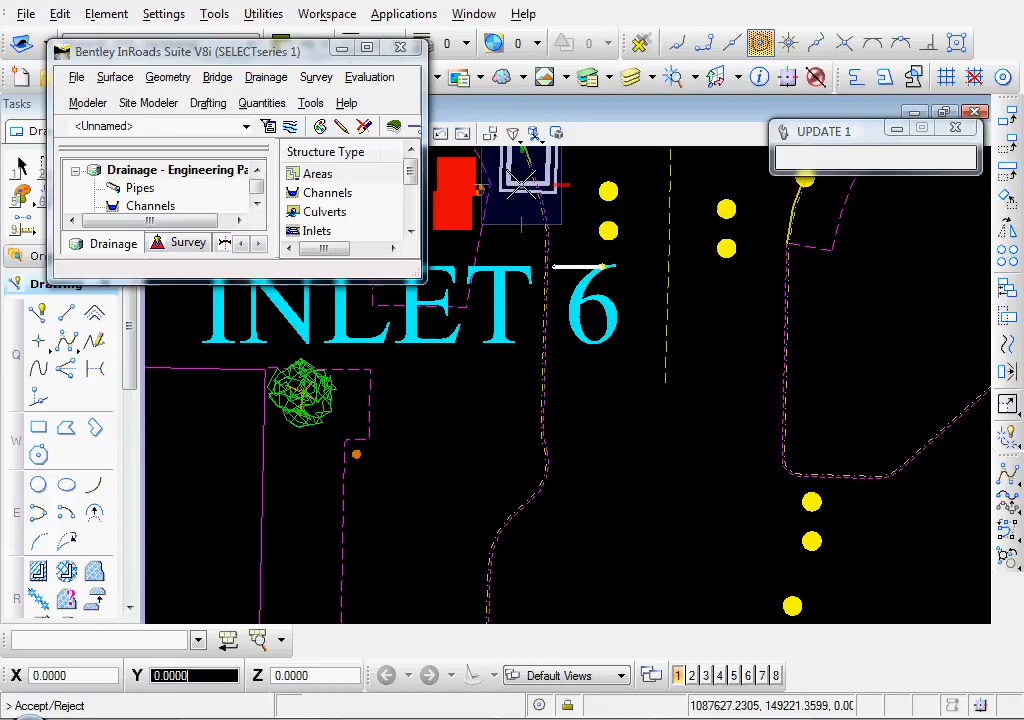 File Edit Element Settings Tools Utilities Workspace Applications Window Help
0 0 0
Bentley InRoads Suite V8i (SELECTseries 1)
File Surface Geometry Bridge Drainage Survey Evaluation
Modeler Site Modeler Drafting Quantities Tools Help
<Unnamed>
Drainage - Engineering Pa
Pipes
Channels
Drainage Survey
Structure Type
Areas
Channels
Culverts
Inlets
UPDATE 1
Tasks
Drawing
INLET 6
Q
W
E
R
X 0.0000 Y 0.0000 Z 0.0000 Default Views 1 2 3 4 5 6 7 8
> Accept/Reject 1087627.2305, 149221.3599, 0.00